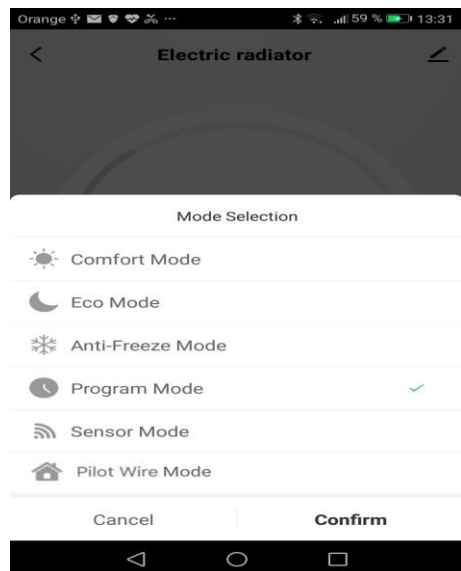 Orange 59 % 13:31
Electric radiator
Mode Selection
Comfort Mode
Eco Mode
Anti-Freeze Mode
Program Mode
Sensor Mode
Pilot Wire Mode
Cancel Confirm